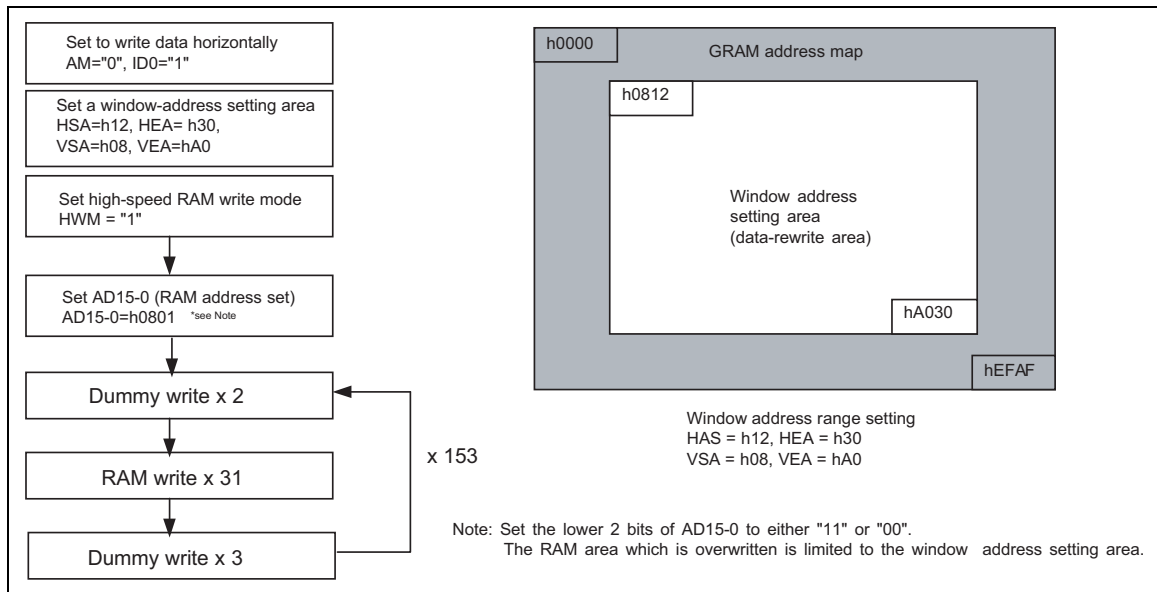 Set to write data horizontally
AM="0", ID0="1"
Set a window-address setting area
HSA=h12, HEA= h30,
VSA=h08, VEA=hA0
Set high-speed RAM write mode
HWM = "1"
Set AD15-0 (RAM address set)
AD15-0=h0801 *see Note
Dummy write x 2
RAM write x 31
Dummy write x 3
x 153
h0000
GRAM address map
h0812
Window address
setting area
(data-rewrite area)
hA030
hEFAF
Window address range setting
HAS = h12, HEA = h30
VSA = h08, VEA = hA0
Note: Set the lower 2 bits of AD15-0 to either "11" or "00".
The RAM area which is overwritten is limited to the window address setting area.